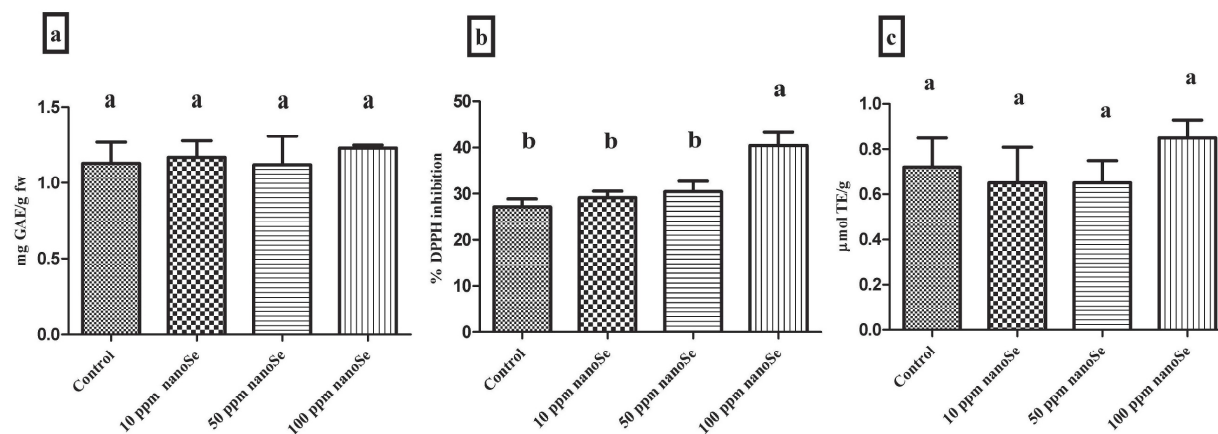 a
a a a a
1.5
1.0
0.5
0.0
mg GAE/g fw
Control
10 ppm nanoSe
50 ppm nanoSe
100 ppm nanoSe
b
b b b a
50
40
30
20
10
0
% DPPH inhibition
Control
10 ppm nanoSe
50 ppm nanoSe
100 ppm nanoSe
c
a a a a
1.0
0.8
0.6
0.4
0.2
0.0
μmol TE/g
Control
10 ppm nanoSe
50 ppm nanoSe
100 ppm nanoSe